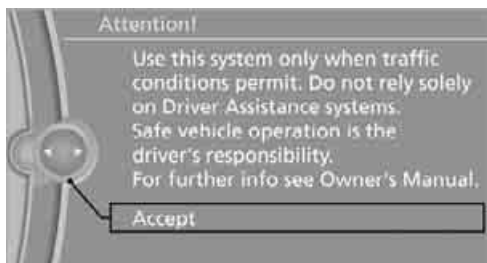 Attention!
Use this system only when traffic
conditions permit. Do not rely solely
on Driver Assistance systems.
Safe vehicle operation is the
driver's responsibility.
For further info see Owner's Manual.
Accept